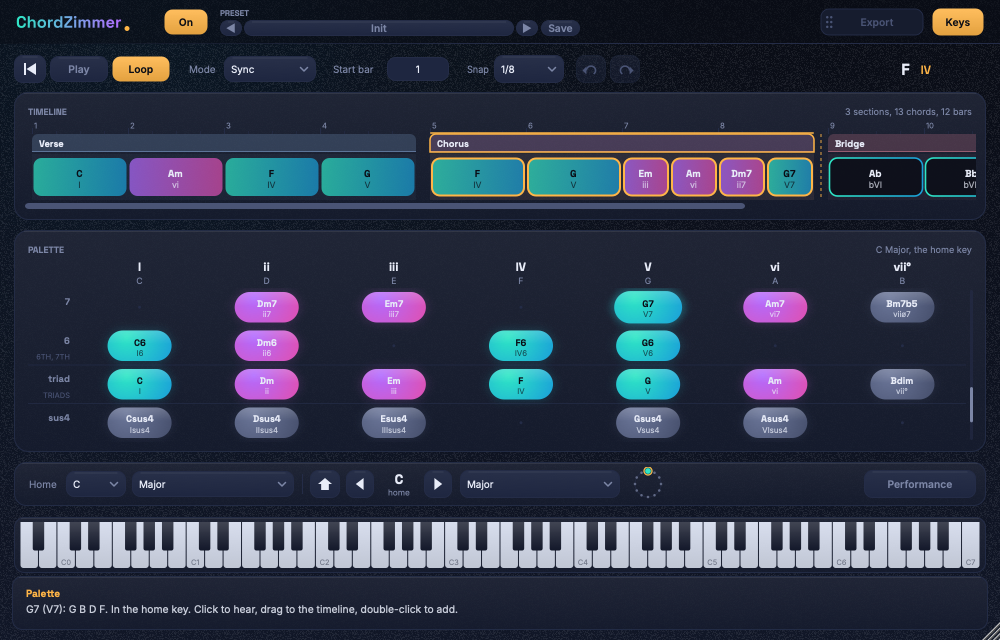 ChordZimmer.
On
PRESET
Init
Save
Export
Keys
Play
Loop
Mode
Sync
Start bar
1
Snap
1/8
F IV
TIMELINE
3 sections, 13 chords, 12 bars
1 2 3 4 5 6 7 8 9 10
Verse Chorus Bridge
C Am F G F G Em Am Dm7 G7 Ab Bb
I vi IV V IV V iii vi ii7 V7 bVI
PALETTE
C Major, the home key
I ii iii IV V vi vii°
C D E F G A B
7 Dm7 Em7 G7 Am7 Bm7b5
ii7 iii7 V7 vi7 viiø7
6 C6 Dm6 F6 G6
I6 ii6 IV6 V6
6TH, 7TH
triad C Dm Em F G Am Bdim
I ii iii IV V vi vii°
TRIADS
sus4 Csus4 Dsus4 Esus4 Gsus4 Asus4
Isus4 IIsus4 IIIsus4 Vsus4 VIsus4
Home
C
Major
C
home
Major
Performance
C0 C1 C2 C3 C4 C5 C6 C7
Palette
G7 (V7): G B D F. In the home key. Click to hear, drag to the timeline, double-click to add.